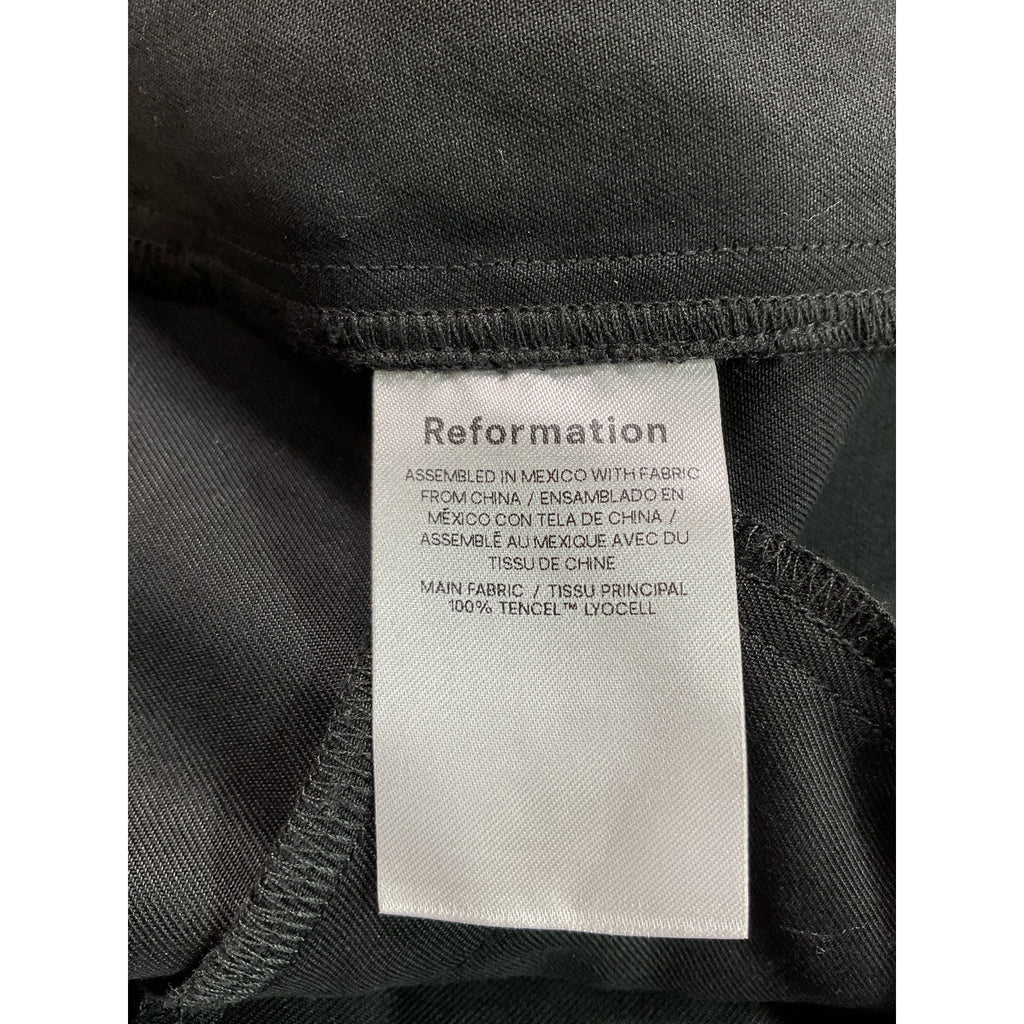 Reformation
ASSEMBLED IN MEXICO WITH FABRIC
FROM CHINA / ENSAMBLADO EN
MÉXICO CON TELA DE CHINA /
ASSEMBLÉ AU MEXIQUE AVEC DU
TISSU DE CHINE
MAIN FABRIC / TISSU PRINCIPAL
100% TENCEL™ LYOCELL